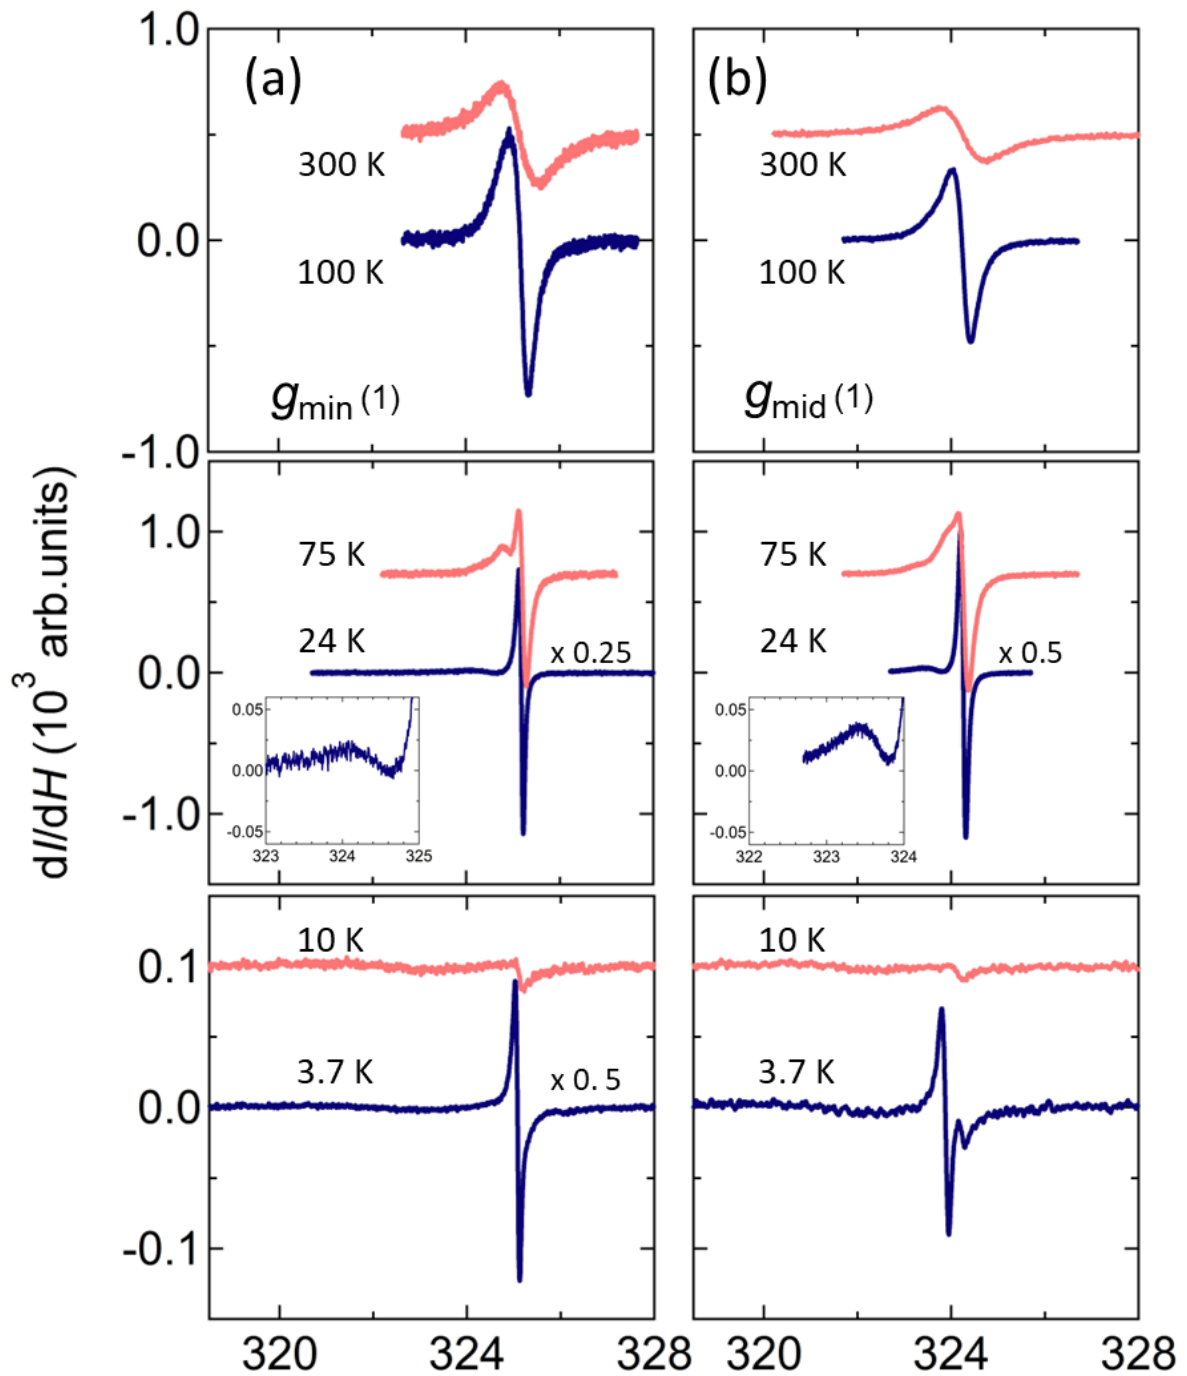 dI/dH (10³ arb.units)
(a)
1.0
0.0
-1.0
300 K
100 K
gmin (1)
(b)
300 K
100 K
gmid (1)
1.0
0.0
-1.0
75 K
24 K
x 0.25
0.05
0.00
-0.05
323 324 325
75 K
24 K
x 0.5
0.05
0.00
-0.05
322 323 324
0.1
0.0
-0.1
10 K
3.7 K
x 0. 5
10 K
3.7 K
320 324 328 320 324 328